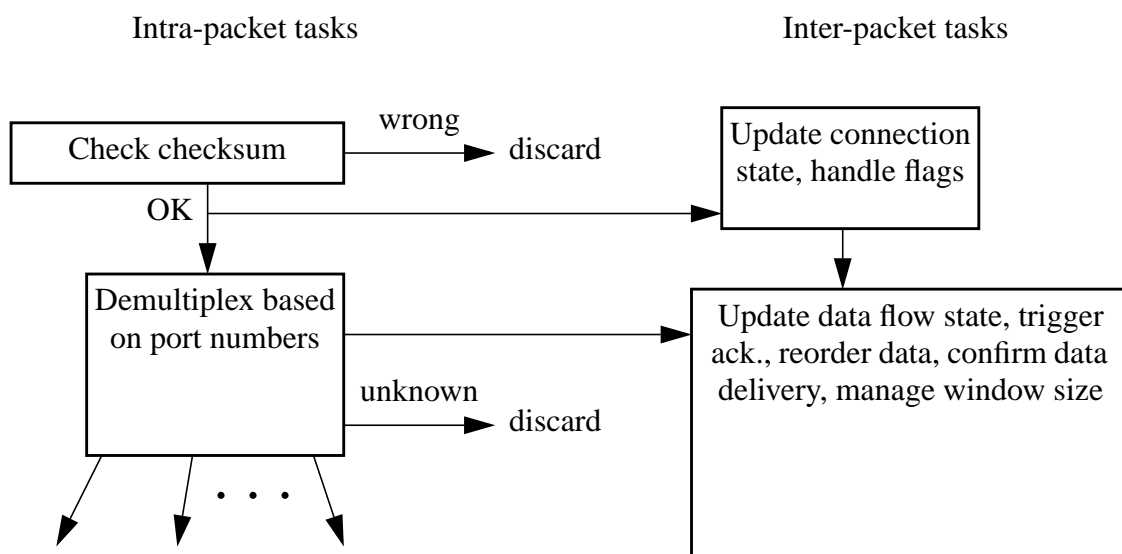 Intra-packet tasks
Inter-packet tasks
Check checksum
wrong
discard
OK
Update connection
state, handle flags
Demultiplex based
on port numbers
unknown
discard
Update data flow state, trigger
ack., reorder data, confirm data
delivery, manage window size
. . .